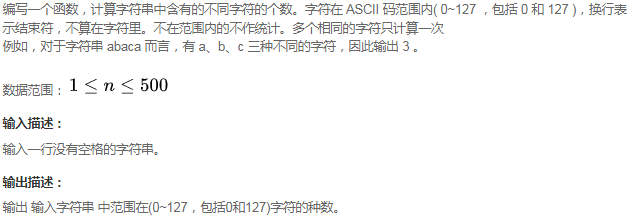 编写一个函数，计算字符串中含有的不同字符的个数。字符在 ASCII 码范围内( 0~127 ，包括 0 和 127 )，换行表
示结束符，不算在字符里。不在范围内的不作统计。多个相同的字符只计算一次
例如，对于字符串 abaca 而言，有 a、b、c 三种不同的字符，因此输出 3 。
数据范围： 1 ≤ n ≤ 500
输入描述：
输入一行没有空格的字符串。
输出描述：
输出 输入字符串 中范围在(0~127，包括0和127)字符的种数。